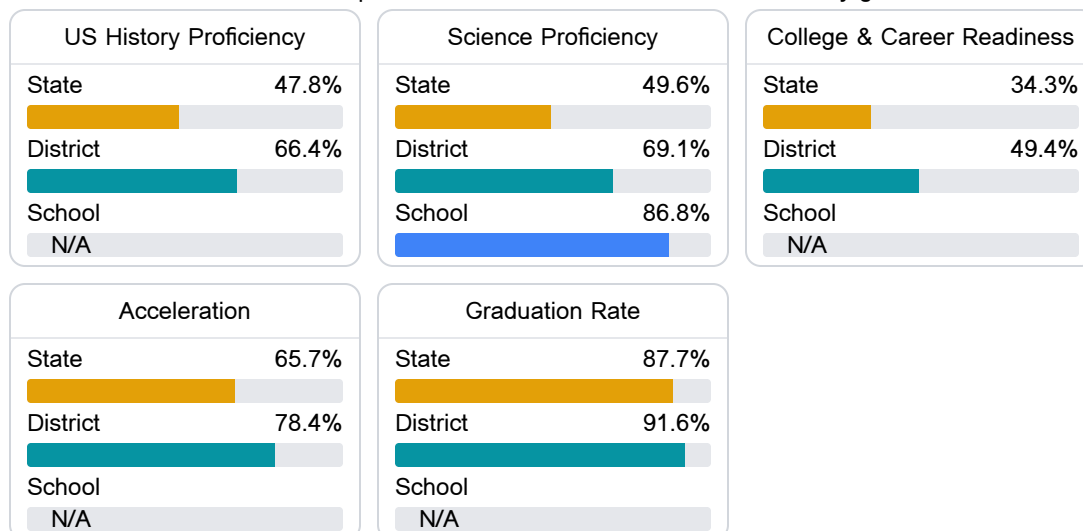 US History Proficiency
State 47.8%
District 66.4%
School
N/A
Science Proficiency
State 49.6%
District 69.1%
School 86.8%
College & Career Readiness
State 34.3%
District 49.4%
School
N/A
Acceleration
State 65.7%
District 78.4%
School
N/A
Graduation Rate
State 87.7%
District 91.6%
School
N/A